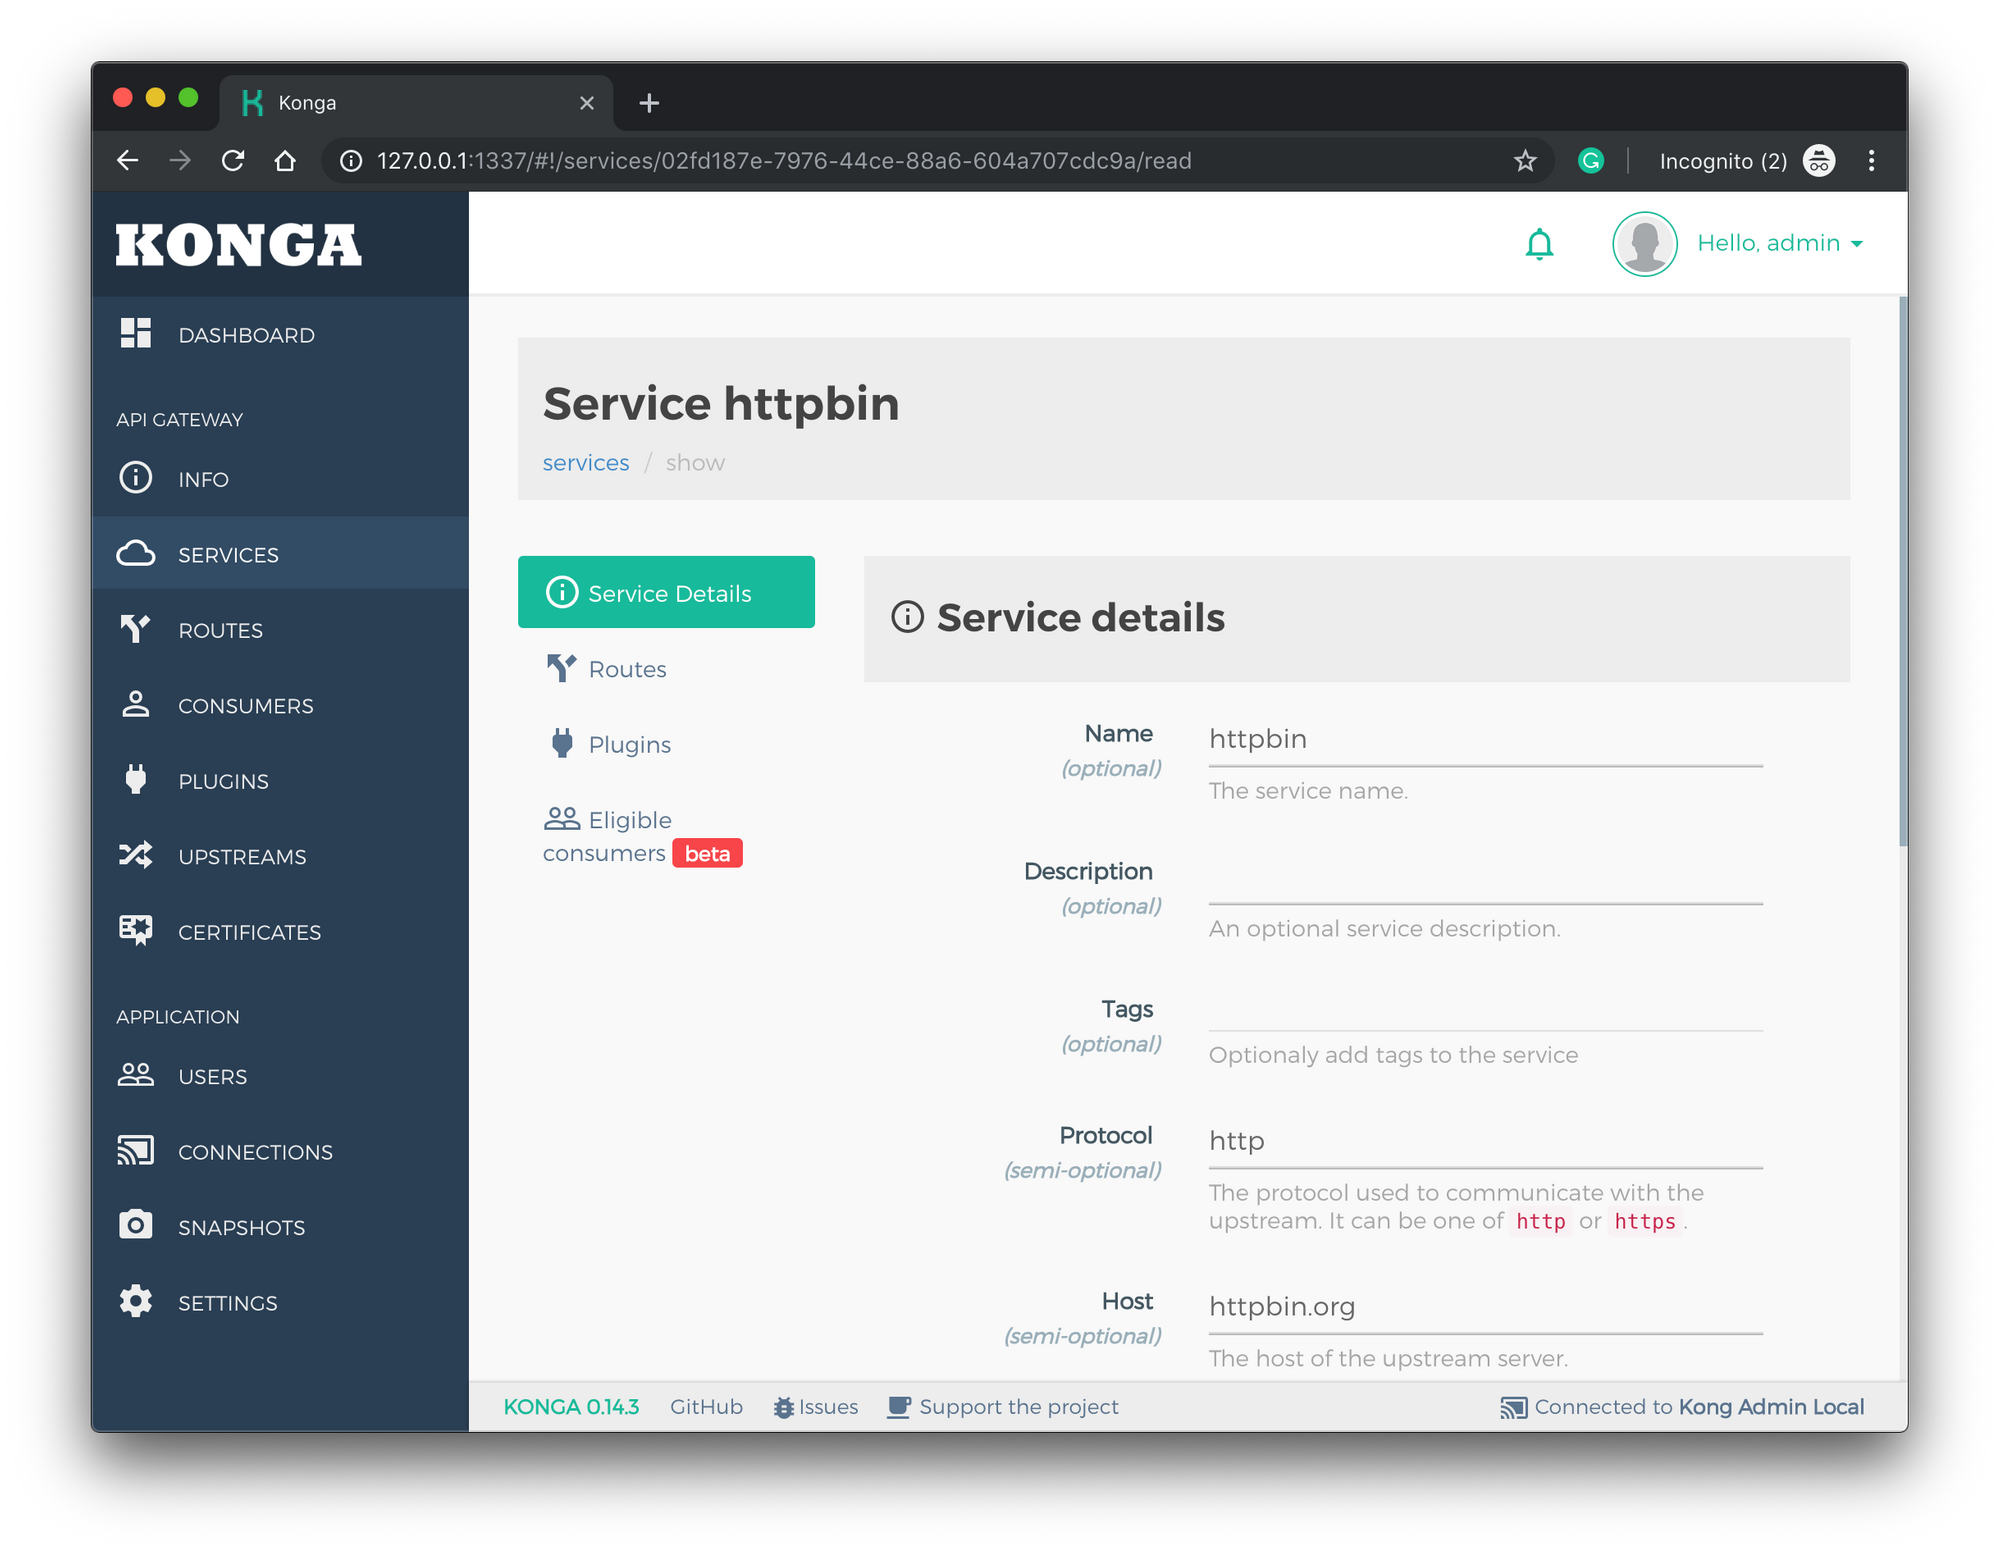 Konga
127.0.0.1:1337/#!/services/02fd187e-7976-44ce-88a6-604a707cdc9a/read
Incognito (2)
KONGA
Hello, admin
DASHBOARD
API GATEWAY
INFO
SERVICES
ROUTES
CONSUMERS
PLUGINS
UPSTREAMS
CERTIFICATES
APPLICATION
USERS
CONNECTIONS
SNAPSHOTS
SETTINGS
Service httpbin
services / show
Service Details
Routes
Plugins
Eligible
consumers beta
Service details
Name
(optional)
httpbin
The service name.
Description
(optional)
An optional service description.
Tags
(optional)
Optionaly add tags to the service
Protocol
(semi-optional)
http
The protocol used to communicate with the
upstream. It can be one of http or https.
Host
(semi-optional)
httpbin.org
The host of the upstream server.
KONGA 0.14.3 GitHub Issues Support the project Connected to Kong Admin Local